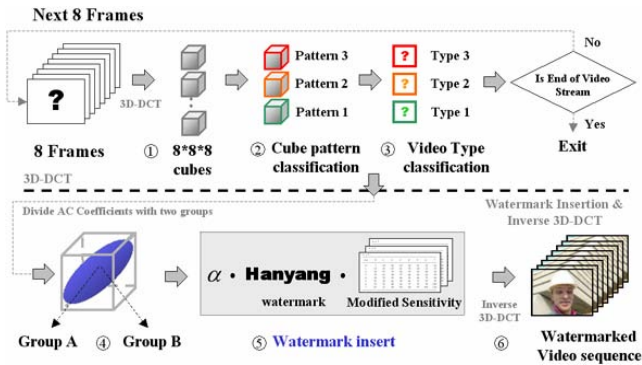 Next 8 Frames
No
?
3D-DCT
8 Frames
①
8*8*8
cubes
Pattern 3
Pattern 2
Pattern 1
② Cube pattern
classification
?
?
?
Type 3
Type 2
Type 1
③ Video Type
classification
Is End of Video
Stream
Yes
Exit
3D-DCT
Divide AC Coefficients with two groups
Watermark Insertion &
Inverse 3D-DCT
Group A
④
Group B
α • Hanyang •
watermark
Modified Sensitivity
⑤ Watermark insert
Inverse
3D-DCT
⑥
Watermarked
Video sequence